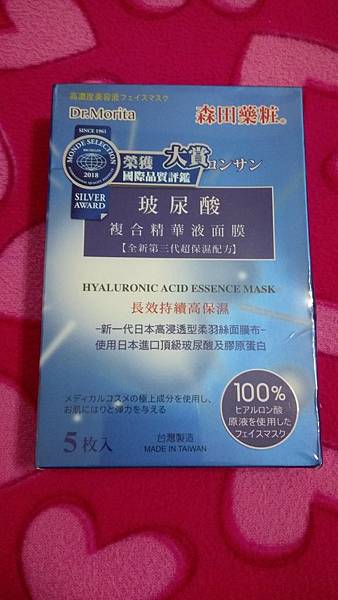 高濃度美容液フェイスマスク
Dr.Morita
森田藥粧®
SINCE 1961
MONDE SELECTION
2018
SILVER AWARD
榮獲 大賞
國際品質評鑑
コンサン
玻尿酸
複合精華液面膜
【全新第三代超保濕配方】
HYALURONIC ACID ESSENCE MASK
長效持續高保濕
~新一代日本高浸透型柔羽絲面膜布~
使用日本進口頂級玻尿酸及膠原蛋白
メディカルコスメの極上成分を使用し、
お肌にはりと弾力を与える
100%
ヒアルロン酸
原液を使用した
フェイスマスク
5枚入
台灣製造
MADE IN TAIWAN